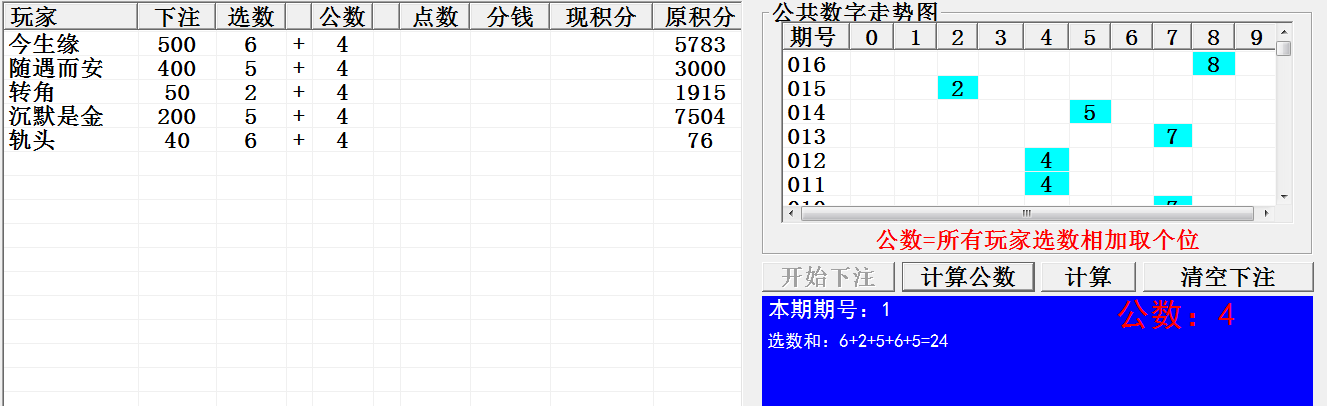 玩家 下注 选数 公数 点数 分钱 现积分 原积分
今生缘 500 6 + 4 5783
随遇而安 400 5 + 4 3000
转角 50 2 + 4 1915
沉默是金 200 5 + 4 7504
轨头 40 6 + 4 76
公共数字走势图
期号 0 1 2 3 4 5 6 7 8 9
016 8
015 2
014 5
013 7
012 4
011 4
公数=所有玩家选数相加取个位
开始下注 计算公数 计算 清空下注
本期期号：1 公数：4
选数和：6+2+5+6+5=24